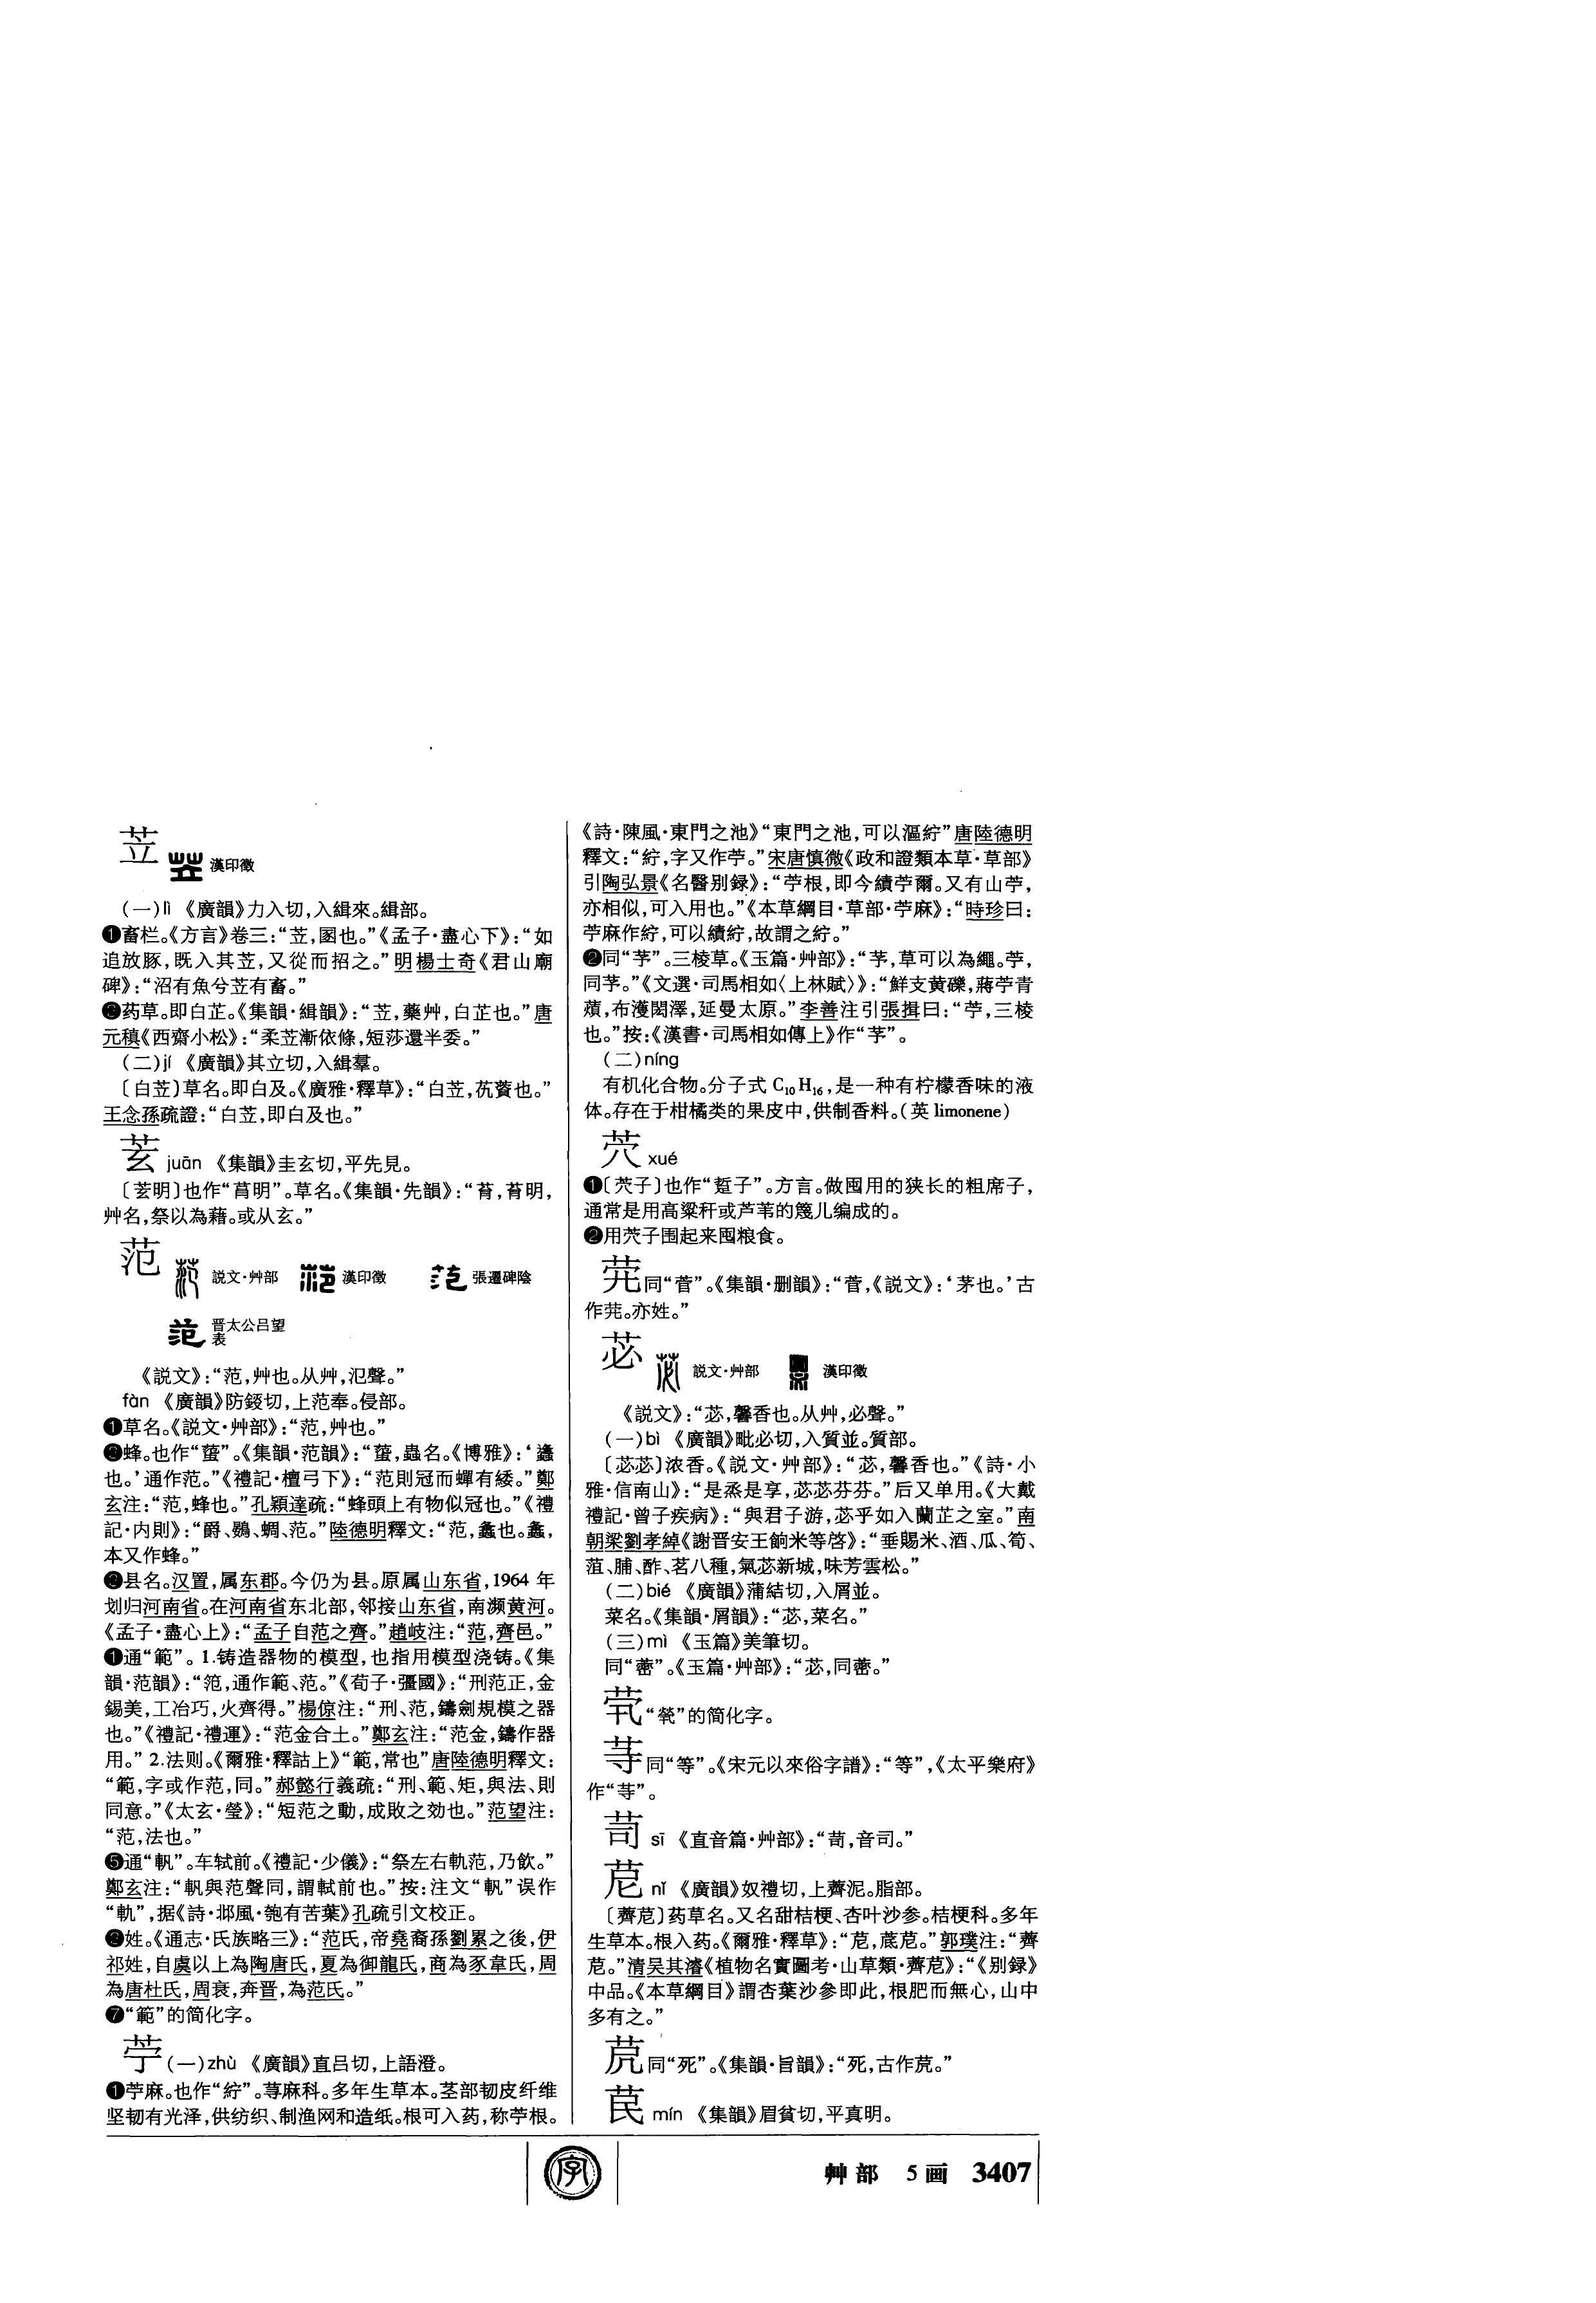 苙 漢印徵
(一)lì 《廣韻》力入切，入緝來。緝部。
❶畜栏。《方言》卷三：“苙，圂也。”《孟子·盡心下》：“如
追放豚，既入其苙，又從而招之。”明楊士奇《君山廟
碑》：“沼有魚兮苙有畜。”
❷药草。即白芷。《集韻·緝韻》：“苙，藥艸，白芷也。”唐
元稹《西齋小松》：“柔苙漸依條，短莎還半委。”
(二)jí 《廣韻》其立切，入緝羣。
〔白苙〕草名。即白及。《廣雅·釋草》：“白苙，茿蕡也。”
王念孫疏證：“白苙，即白及也。”
䒸 juān 《集韻》圭玄切，平先見。
〔䒸明〕也作“萺明”。草名。《集韻·先韻》：“萺，萺明，
艸名，祭以為藉。或从玄。”
范 説文·艸部 漢印徵 張遷碑陰
晋太公吕望
表
《説文》：“范，艸也。从艸，氾聲。”
fàn 《廣韻》防錽切，上范奉。侵部。
❶草名。《説文·艸部》：“范，艸也。”
❷蜂。也作“䗊”。《集韻·范韻》：“䗊，蟲名。《博雅》：‘蠭
也。’通作范。”《禮記·檀弓下》：“范則冠而蟬有緌。”鄭
玄注：“范，蜂也。”孔穎達疏：“蜂頭上有物似冠也。”《禮
記·内則》：“爵、鷃、蜩、范。”陸德明釋文：“范，蠭也。蠭，
本又作蜂。”
❸县名。汉置，属东郡。今仍为县。原属山东省，1964 年
划归河南省。在河南省东北部，邻接山东省，南濒黄河。
《孟子·盡心上》：“孟子自范之齊。”趙岐注：“范，齊邑。”
❶通“範”。1.铸造器物的模型，也指用模型浇铸。《集
韻·范韻》：“笵，通作範、范。”《荀子·彊國》：“刑范正，金
錫美，工冶巧，火齊得。”楊倞注：“刑、范，鑄劍規模之器
也。”《禮記·禮運》：“范金合土。”鄭玄注：“范金，鑄作器
用。” 2.法则。《爾雅·釋詁上》“範，常也”唐陸德明釋文：
“範，字或作范，同。”郝懿行義疏：“刑、範、矩，與法、則
同意。”《太玄·瑩》：“短范之動，成敗之効也。”范望注：
“范，法也。”
❺通“軓”。车轼前。《禮記·少儀》：“祭左右軌范，乃飲。”
鄭玄注：“軓與范聲同，謂軾前也。”按：注文“軓”误作
“軌”，据《詩·邶風·匏有苦葉》孔疏引文校正。
❷姓。《通志·氏族略三》：“范氏，帝堯裔孫劉累之後，伊
祁姓，自虞以上為陶唐氏，夏為御龍氏，商為豕韋氏，周
為唐杜氏，周衰，奔晋，為范氏。”
❼“範”的简化字。
苧 (一)zhù 《廣韻》直吕切，上語澄。
❶苧麻。也作“紵”。荨麻科。多年生草本。茎部韧皮纤维
坚韧有光泽，供纺织、制渔网和造纸。根可入药，称苧根。
《詩·陳風·東門之池》“東門之池，可以漚紵”唐陸德明
釋文：“紵，字又作苧。”宋唐慎微《政和證類本草·草部》
引陶弘景《名醫别録》：“苧根，即今績苧爾。又有山苧，
亦相似，可入用也。”《本草綱目·草部·苧麻》：“時珍曰：
苧麻作紵，可以績紵，故謂之紵。”
❷同“芧”。三棱草。《玉篇·艸部》：“芧，草可以為繩。苧，
同芧。”《文選·司馬相如〈上林賦〉》：“鮮支黄礫，蔣苧青
薠，布濩閎澤，延曼太原。”李善注引張揖曰：“苧，三棱
也。”按：《漢書·司馬相如傳上》作“芧”。
(二)níng
有机化合物。分子式 C₁₀H₁₆，是一种有柠檬香味的液
体。存在于柑橘类的果皮中，供制香料。(英 limonene)
茓 xué
❶〔茓子〕也作“踅子”。方言。做囤用的狭长的粗席子，
通常是用高粱秆或芦苇的篾儿编成的。
❷用茓子围起来囤粮食。
䒵同“菅”。《集韻·删韻》：“菅，《説文》：‘茅也。’古
作䒵。亦姓。”
苾 説文·艸部 漢印徵
《説文》：“苾，馨香也。从艸，必聲。”
(一)bì 《廣韻》毗必切，入質並。質部。
〔苾苾〕浓香。《説文·艸部》：“苾，馨香也。”《詩·小
雅·信南山》：“是烝是享，苾苾芬芬。”后又单用。《大戴
禮記·曾子疾病》：“與君子游，苾乎如入蘭芷之室。”南
朝梁劉孝綽《謝晋安王餉米等啓》：“垂賜米、酒、瓜、筍、
菹、脯、酢、茗八種，氣苾新城，味芳雲松。”
(二)bié 《廣韻》蒲結切，入屑並。
菜名。《集韻·屑韻》：“苾，菜名。”
(三)mì 《玉篇》美筆切。
同“蔤”。《玉篇·艸部》：“苾，同蔤。”
茕“煢”的简化字。
䓁同“等”。《宋元以來俗字譜》：“等”，《太平樂府》
作“䓁”。
䒨 sī 《直音篇·艸部》：“䒨，音司。”
苨 nǐ 《廣韻》奴禮切，上薺泥。脂部。
〔薺苨〕药草名。又名甜桔梗、杏叶沙参。桔梗科。多年
生草本。根入药。《爾雅·釋草》：“苨，菧苨。”郭璞注：“薺
苨。”清吴其濬《植物名實圖考·山草類·薺苨》：“《别録》
中品。《本草綱目》謂杏葉沙參即此，根肥而無心，山中
多有之。”
同“死”。《集韻·旨韻》：“死，古作
苠 mín 《集韻》眉貧切，平真明。
字
艸部 5画 3407